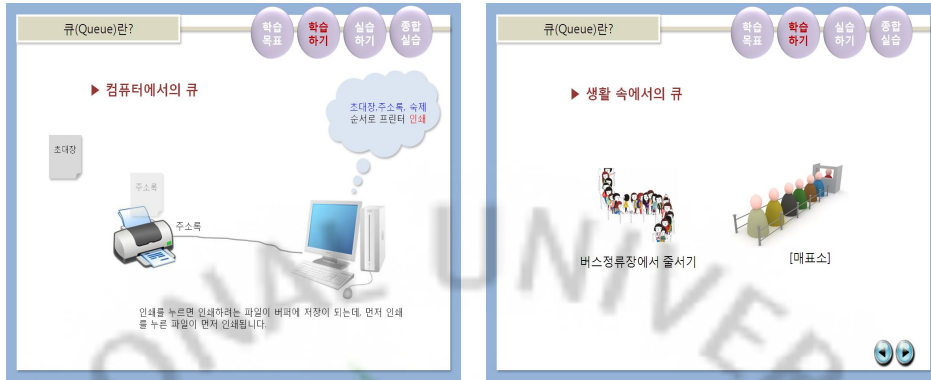 큐(Queue)란?
학습
목표
학습
하기
실습
하기
종합
실습
▶ 컴퓨터에서의 큐
초대장,주소록, 숙제
순서로 프린터 인쇄
초대장
주소록
주소록
인쇄를 누르면 인쇄하려는 파일이 버퍼에 저장이 되는데, 먼저 인쇄
를 누른 파일이 먼저 인쇄됩니다.
큐(Queue)란?
학습
목표
학습
하기
실습
하기
종합
실습
▶ 생활 속에서의 큐
버스정류장에서 줄서기
[매표소]
ONAL UNIVER